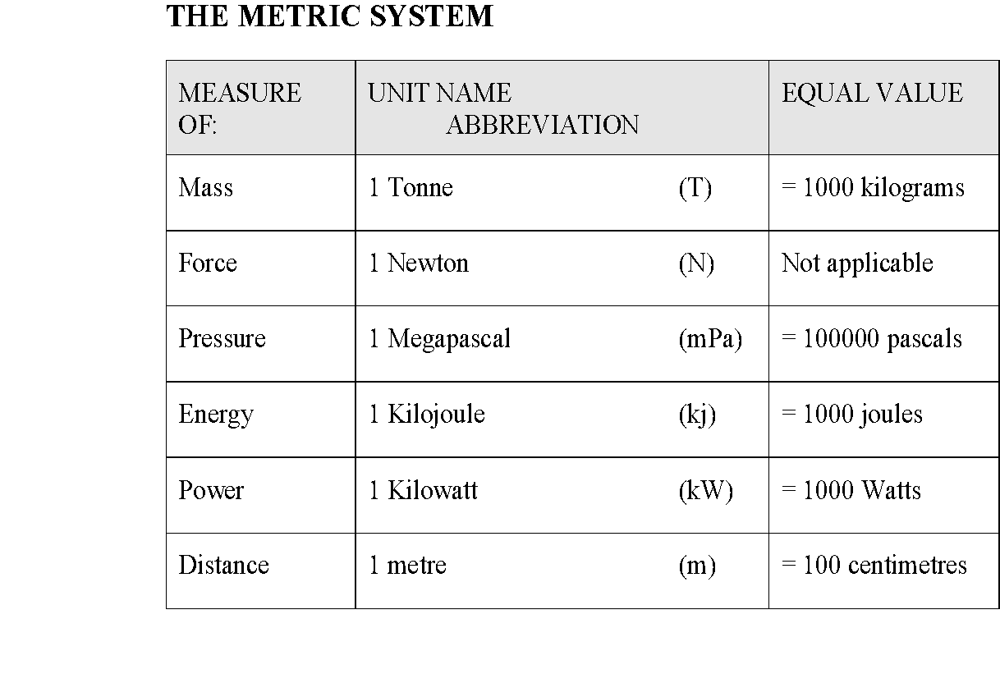 THE METRIC SYSTEM
MEASURE OF: UNIT NAME ABBREVIATION EQUAL VALUE
Mass 1 Tonne (T) = 1000 kilograms
Force 1 Newton (N) Not applicable
Pressure 1 Megapascal (mPa) = 100000 pascals
Energy 1 Kilojoule (kj) = 1000 joules
Power 1 Kilowatt (kW) = 1000 Watts
Distance 1 metre (m) = 100 centimetres